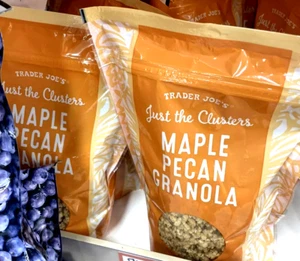 TRADER JOE'S
Just the Clusters
MAPLE
PECAN
GRANOLA
TRADER JOE'S
Just the Clusters
MAPLE
PECAN
GRANOLA